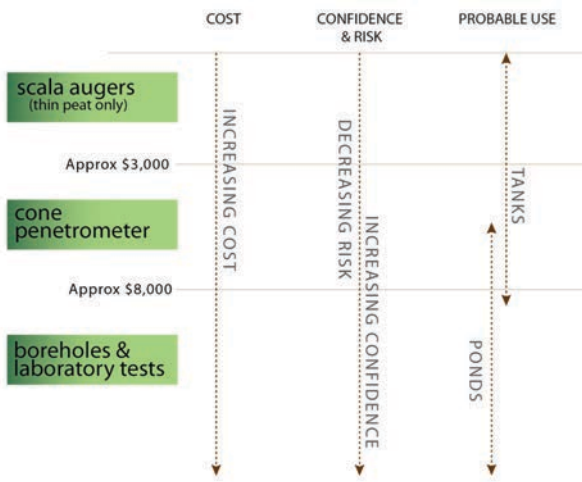 COST
CONFIDENCE
& RISK
PROBABLE USE
scala augers
(thin peat only)
Approx $3,000
cone
penetrometer
Approx $8,000
boreholes &
laboratory tests
INCREASING COST
DECREASING RISK
INCREASING CONFIDENCE
TANKS
PONDS